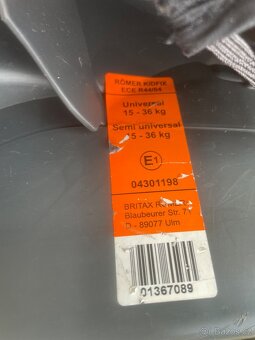 RÖMER KIDFIX
ECE R44/04
Universal
15 - 36 kg
Semi universal
15 - 36 kg
E1
04301198
BRITAX RÖMER
Blaubeurer Str. 71
D - 89077 Ulm
01367089